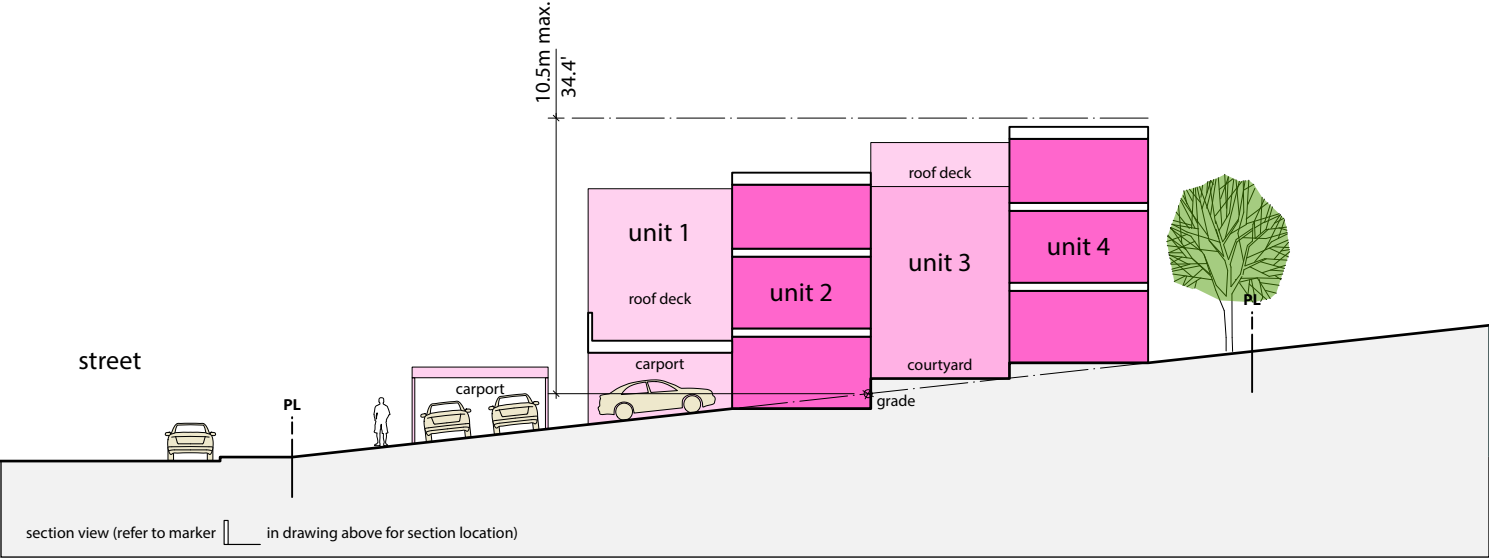 10.5m max.
34.4'
roof deck
unit 1
unit 3
unit 4
unit 2
roof deck
PL
street
carport
courtyard
carport
grade
PL
section view (refer to marker in drawing above for section location)